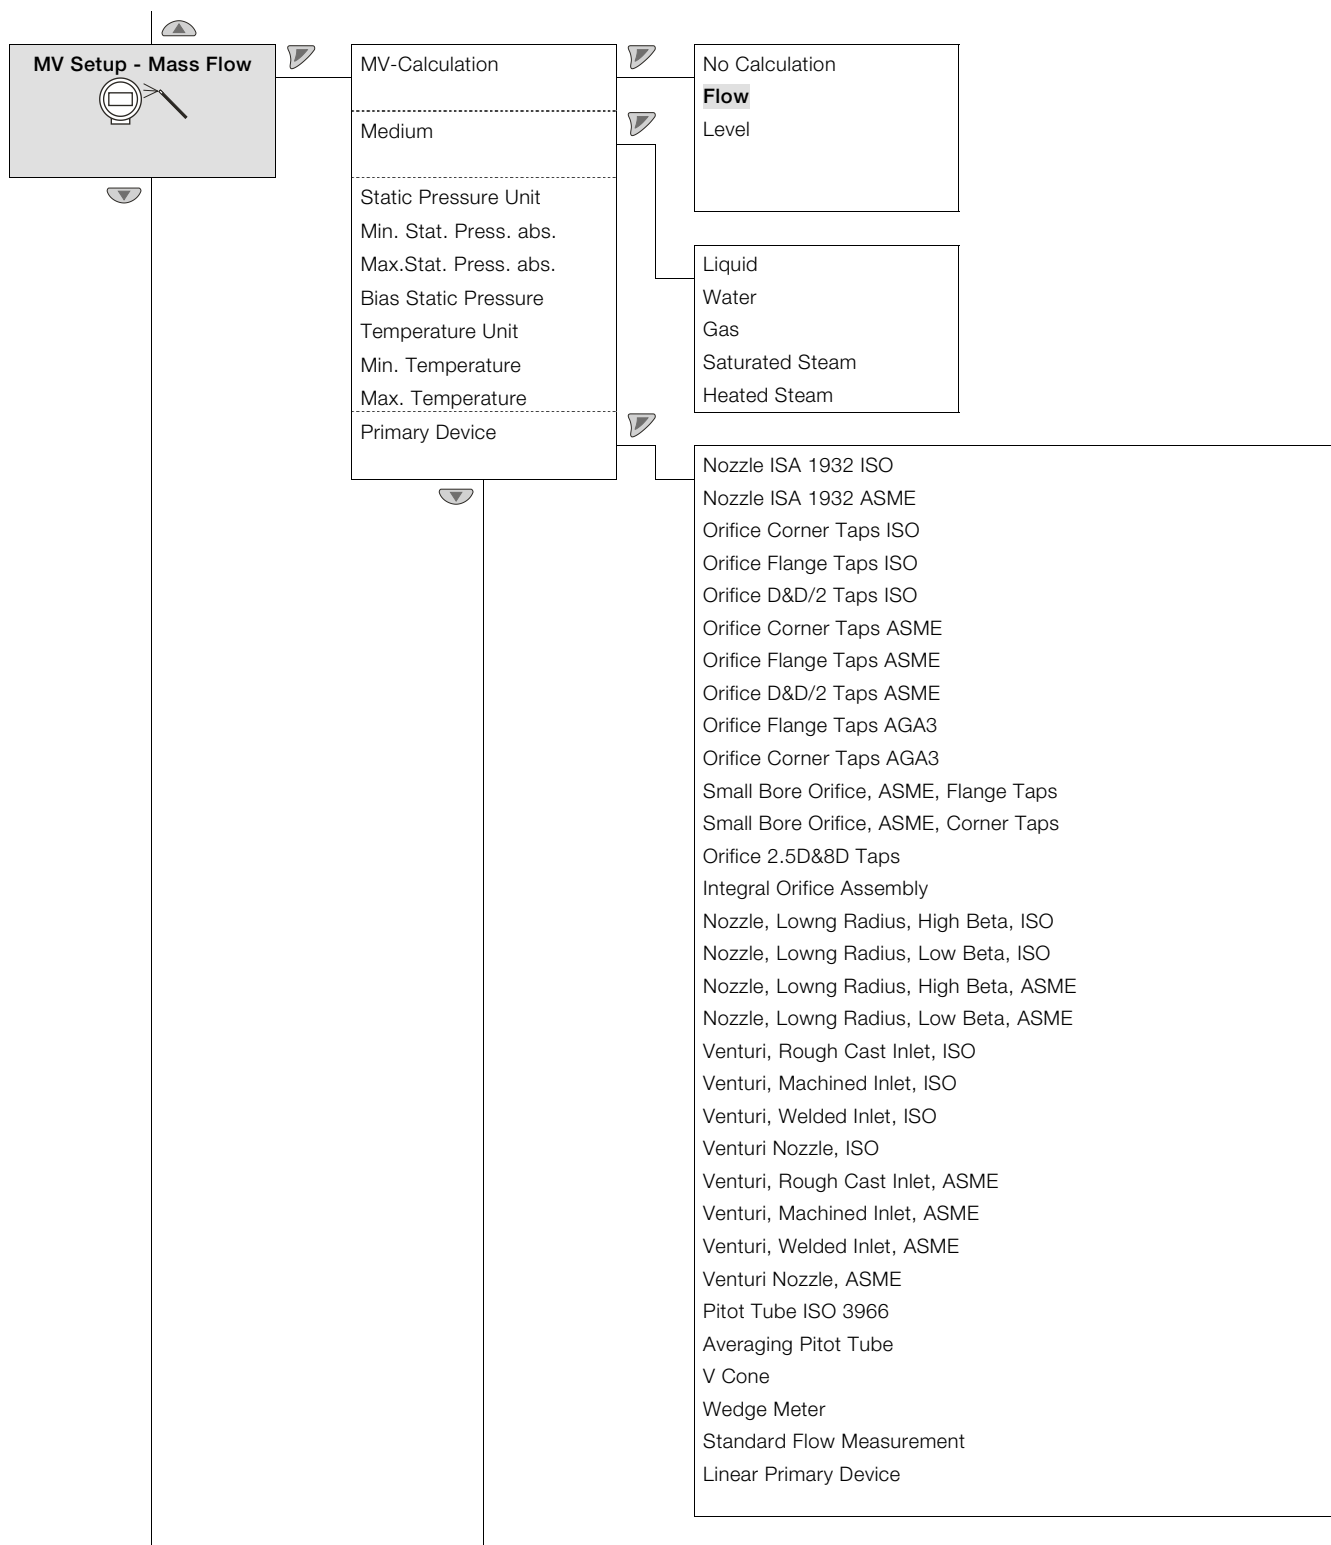 MV Setup - Mass Flow
MV-Calculation
Medium
Static Pressure Unit
Min. Stat. Press. abs.
Max.Stat. Press. abs.
Bias Static Pressure
Temperature Unit
Min. Temperature
Max. Temperature
Primary Device
No Calculation
Flow
Level
Liquid
Water
Gas
Saturated Steam
Heated Steam
Nozzle ISA 1932 ISO
Nozzle ISA 1932 ASME
Orifice Corner Taps ISO
Orifice Flange Taps ISO
Orifice D&D/2 Taps ISO
Orifice Corner Taps ASME
Orifice Flange Taps ASME
Orifice D&D/2 Taps ASME
Orifice Flange Taps AGA3
Orifice Corner Taps AGA3
Small Bore Orifice, ASME, Flange Taps
Small Bore Orifice, ASME, Corner Taps
Orifice 2.5D&8D Taps
Integral Orifice Assembly
Nozzle, Lowng Radius, High Beta, ISO
Nozzle, Lowng Radius, Low Beta, ISO
Nozzle, Lowng Radius, High Beta, ASME
Nozzle, Lowng Radius, Low Beta, ASME
Venturi, Rough Cast Inlet, ISO
Venturi, Machined Inlet, ISO
Venturi, Welded Inlet, ISO
Venturi Nozzle, ISO
Venturi, Rough Cast Inlet, ASME
Venturi, Machined Inlet, ASME
Venturi, Welded Inlet, ASME
Venturi Nozzle, ASME
Pitot Tube ISO 3966
Averaging Pitot Tube
V Cone
Wedge Meter
Standard Flow Measurement
Linear Primary Device